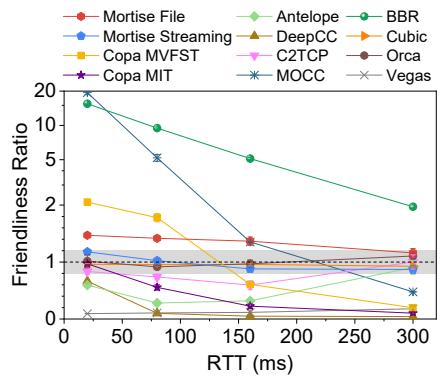 Mortise File Antelope BBR
Mortise Streaming DeepCC Cubic
Copa MVFST C2TCP Orca
Copa MIT MOCC Vegas
20
10
5
2
1
0
Friendliness Ratio
0 50 100 150 200 250 300
RTT (ms)